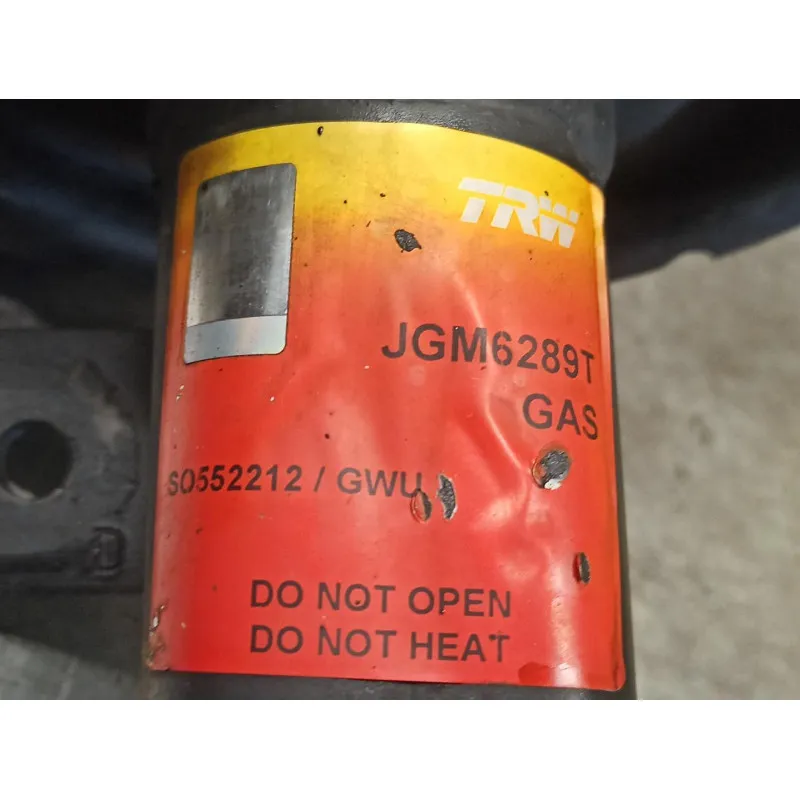 TRW
JGM6289T
GAS
SO552212 / GWU
DO NOT OPEN
DO NOT HEAT